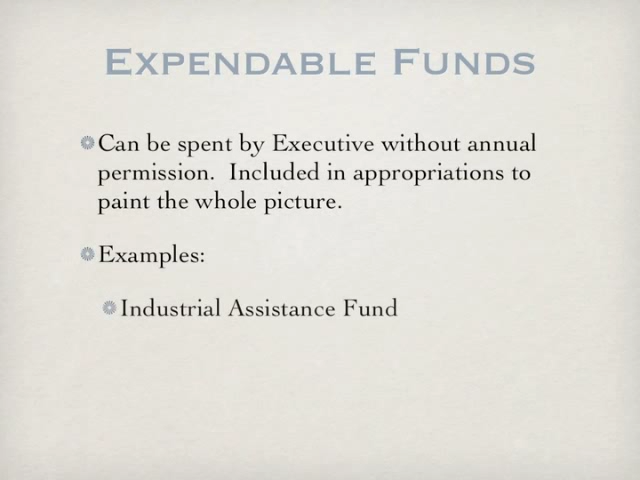 Expendable Funds
Can be spent by Executive without annual
permission.  Included in appropriations to
paint the whole picture.
Examples:
Industrial Assistance Fund